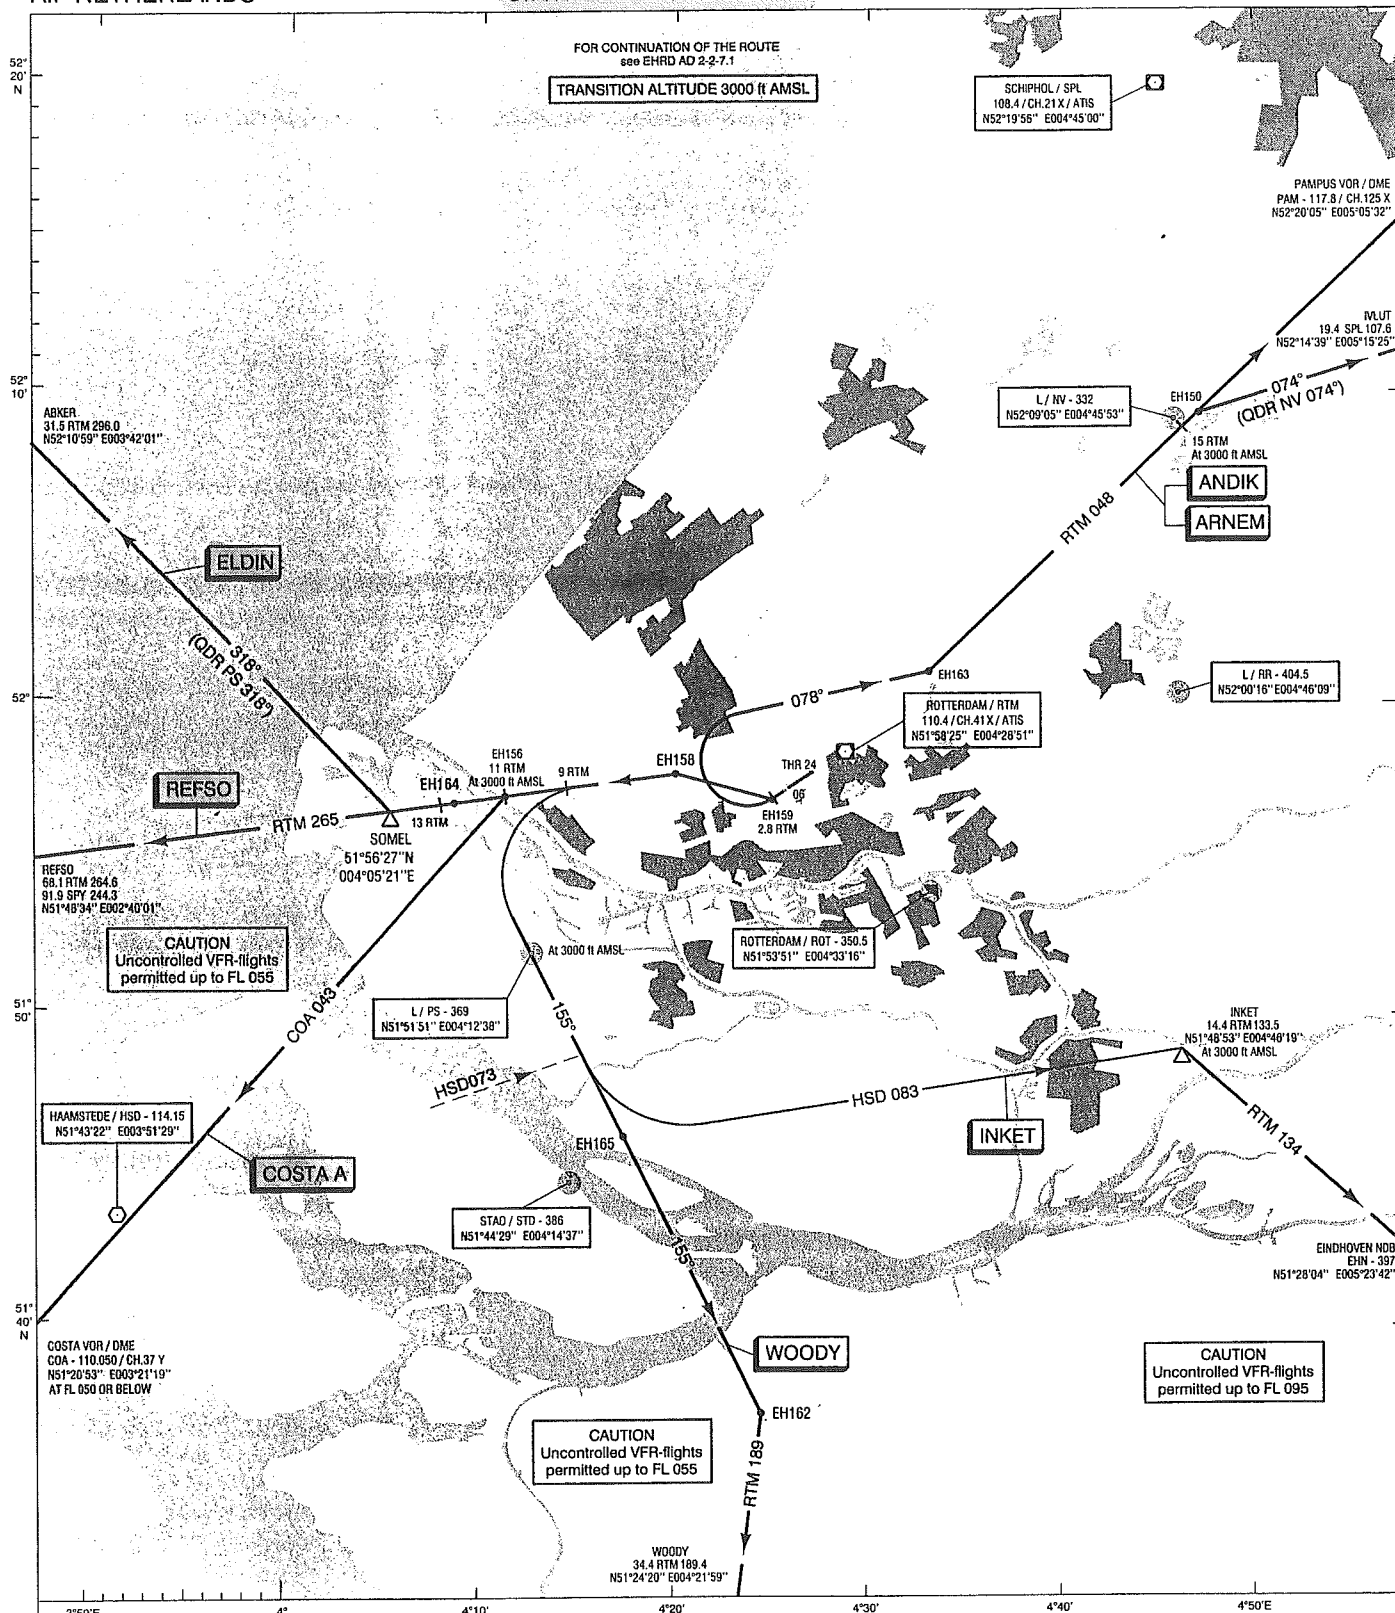 AIP NETHERLANDS
FOR CONTINUATION OF THE ROUTE
see EHRD AD 2-2-7.1
TRANSITION ALTITUDE 3000 ft AMSL
52°
20'
N
SCHIPHOL / SPL
108.4 / CH.21 X / ATIS
N52°19'56" E004°45'00"
PAMPUS VOR / DME
PAM - 117.8 / CH.125 X
N52°20'05" E005°05'32"
IVLUT
19.4 SPL 107.6
N52°14'39" E005°15'25"
52°
10'
L / NV - 332
N52°09'05" E004°45'53"
EH150
074°
(QDR NV 074°)
15 RTM
At 3000 ft AMSL
ANDIK
ARNEM
RTM 048
ABKER
31.5 RTM 296.0
N52°10'59" E003°42'01"
ELDIN
318°
(QDR PS 318°)
52°
078°
EH163
L / RR - 404.5
N52°00'16" E004°46'09"
ROTTERDAM / RTM
110.4 / CH.41 X / ATIS
N51°58'25" E004°28'51"
THR 24
06
EH158
EH159
2.8 RTM
9 RTM
EH156
11 RTM
At 3000 ft AMSL
EH164
13 RTM
REFSO
RTM 265
SOMEL
51°56'27"N
004°05'21"E
REFSO
68.1 RTM 264.6
91.9 SPY 244.3
N51°48'34" E002°40'01"
CAUTION
Uncontrolled VFR-flights
permitted up to FL 055
ROTTERDAM / ROT - 350.5
N51°53'51" E004°33'16"
At 3000 ft AMSL
L / PS - 369
N51°51'51" E004°12'38"
COA 043
51°
50'
155°
INKET
14.4 RTM 133.5
N51°48'53" E004°46'19"
At 3000 ft AMSL
HSD073
HSD 083
INKET
RTM 134
HAAMSTEDE / HSD - 114.15
N51°43'22" E003°51'29"
COSTA A
EH165
STAD / STD - 386
N51°44'29" E004°14'37"
155°
EINDHOVEN NDB
EHN - 397
N51°28'04" E005°23'42"
51°
40'
N
COSTA VOR / DME
COA - 110.050 / CH.37 Y
N51°20'53" E003°21'19"
AT FL 050 OR BELOW
WOODY
CAUTION
Uncontrolled VFR-flights
permitted up to FL 095
EH162
CAUTION
Uncontrolled VFR-flights
permitted up to FL 055
RTM 189
WOODY
34.4 RTM 189.4
N51°24'20" E004°21'59"
3°50'E
4°
4°10'
4°20'
4°30'
4°40'
4°50'E